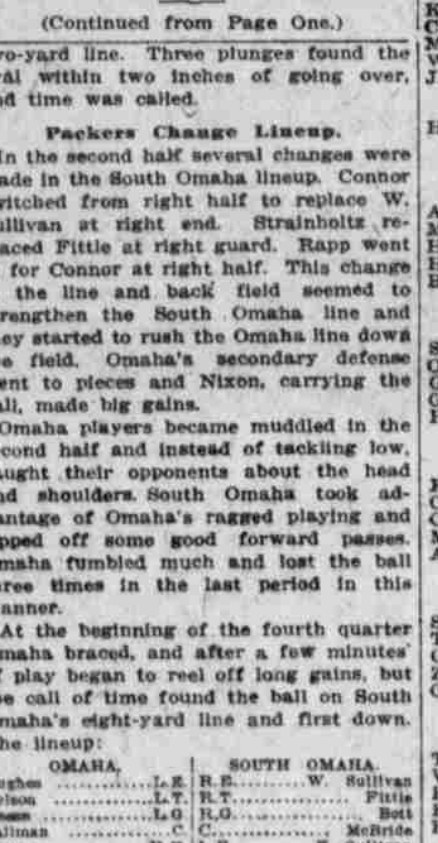 (Continued from Page One.)
ro-yard line. Three plunges found the
al within two inches of going over,
nd time was called.
Packers Change Lineup.
In the second half several changes were
ade in the South Omaha lineup. Connor
vitched from right half to replace W.
ullivan at right end. Strainholtz re-
aced Fittle at right guard. Rapp went
for Connor at right half. This change
the line and back field seemed to
rengthen the South Omaha line and
ey started to rush the Omaha line down
e field. Omaha's secondary defense
ent to pieces and Nixon, carrying the
all, made big gains.
Omaha players became muddled in the
cond half and instead of tackling low,
aught their opponents about the head
nd shoulders. South Omaha took ad-
antage of Omaha's ragged playing and
pped off some good forward passes.
maha fumbled much and lost the ball
ree times in the last period in this
anner.
At the beginning of the fourth quarter
maha braced, and after a few minutes'
f play began to reel off long gains, but
e call of time found the ball on South
maha's eight-yard line and first down.
he lineup:
OMAHA. SOUTH OMAHA.
ughes ............L.E. R.E..........W. Sullivan
elson ............L.T. R.T.............. Fittle
............L.G R.G.............. Bott
allman ............C. C.............. McBride